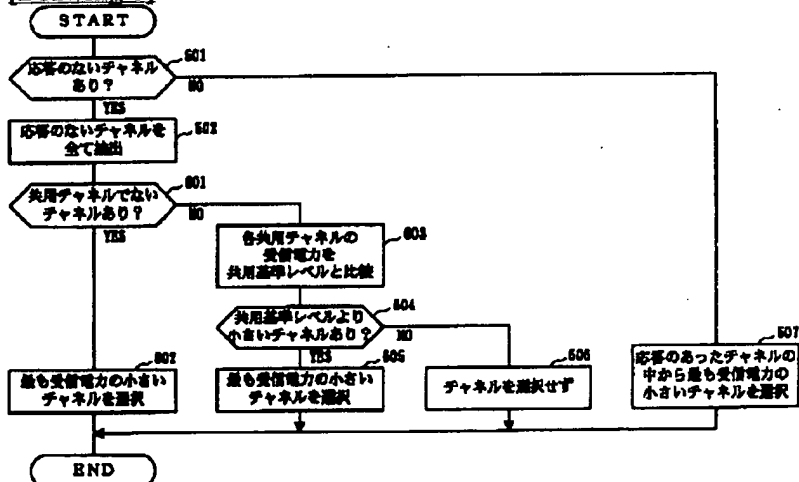 START
応答のないチャネル
あり?
501
NO
YES
応答のないチャネルを
全て抽出
502
共用チャネルでない
チャネルあり?
601
NO
YES
各共用チャネルの
受信電力を
共用基準レベルと比較
603
共用基準レベルより
小さいチャネルあり?
504
NO
YES
最も受信電力の小さい
チャネルを選択
602
最も受信電力の小さい
チャネルを選択
505
チャネルを選択せず
506
応答のあったチャネルの
中から最も受信電力の
小さいチャネルを選択
507
END